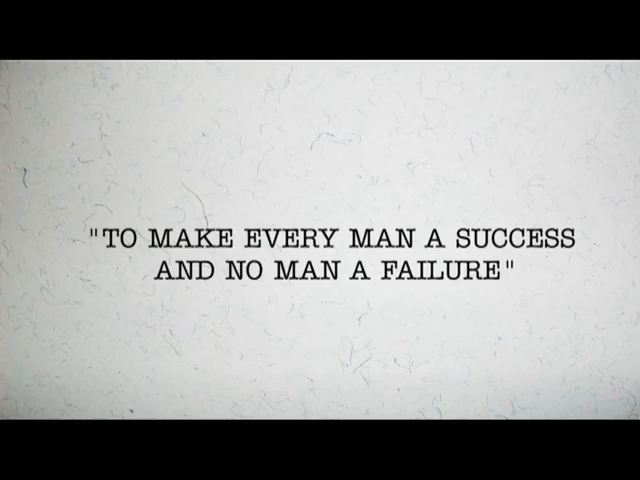 "TO MAKE EVERY MAN A SUCCESS
AND NO MAN A FAILURE"